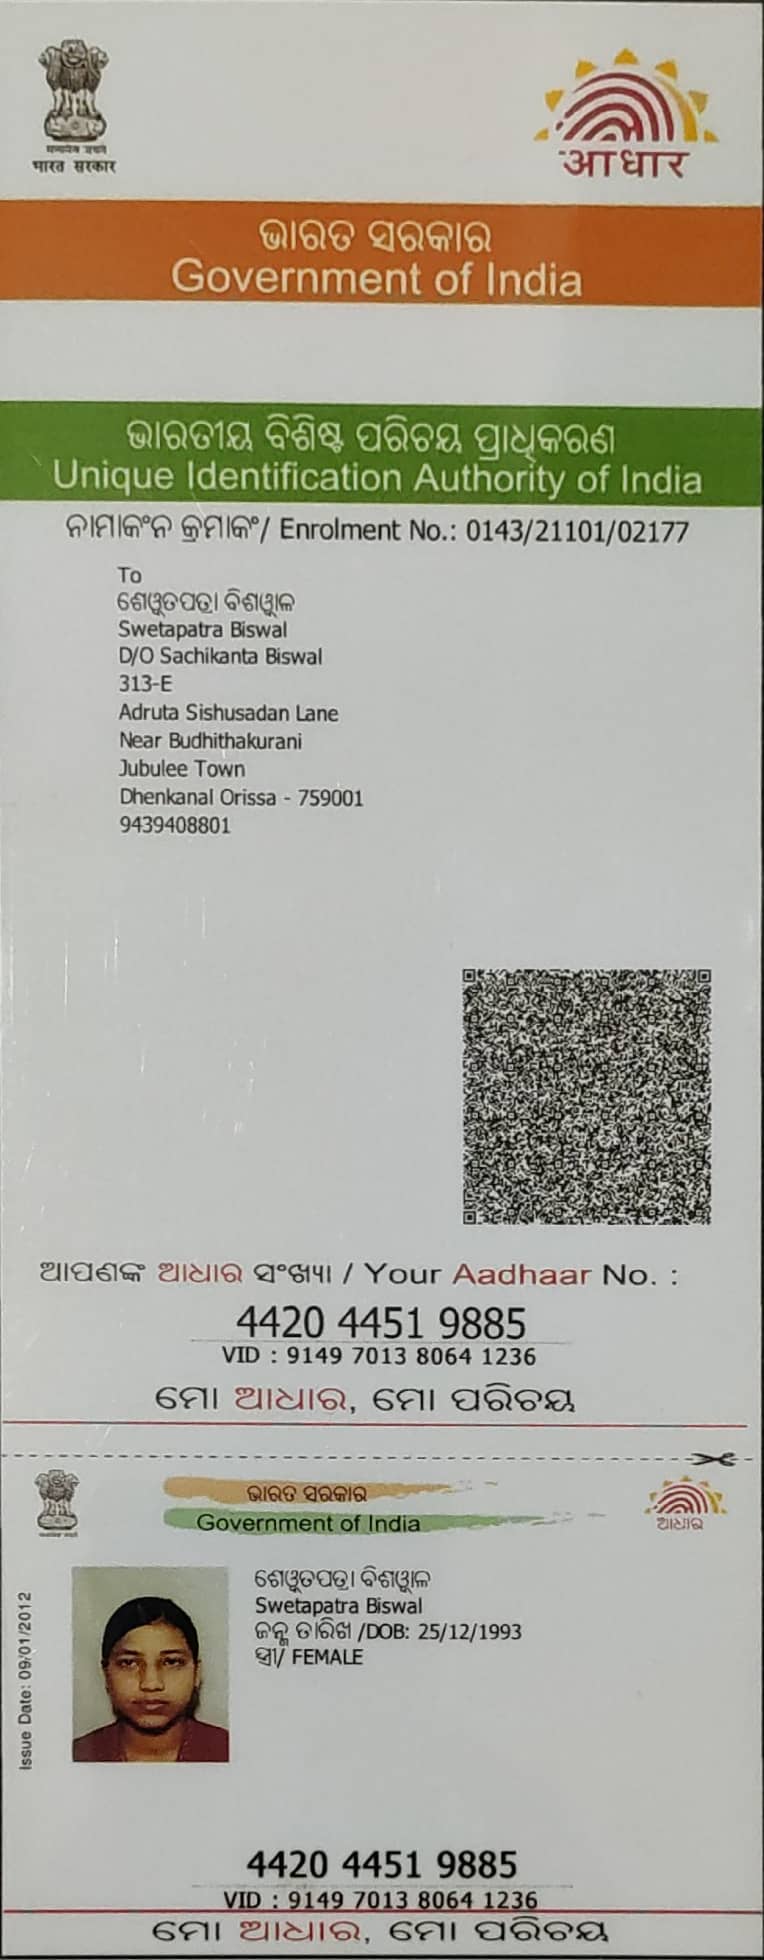 भारत सरकार
आधार
ଭାରତ ସରକାର
Government of India
ଭାରତୀୟ ବିଶିଷ୍ଟ ପରିଚୟ ପ୍ରାଧିକରଣ
Unique Identification Authority of India
ନାମାକଂନ କ୍ରମାକଂ/ Enrolment No.: 0143/21101/02177
To
ଶ୍ୱେତପତ୍ରା ବିଶ୍ୱାଳ
Swetapatra Biswal
D/O Sachikanta Biswal
313-E
Adruta Sishusadan Lane
Near Budhithakurani
Jubulee Town
Dhenkanal Orissa - 759001
9439408801
ଆପଣଙ୍କ ଆଧାର ସଂଖ୍ୟା / Your Aadhaar No. :
4420 4451 9885
VID : 9149 7013 8064 1236
ମୋ ଆଧାର, ମୋ ପରିଚୟ
ଭାରତ ସରକାର
Government of India
ଆଧାର
Issue Date: 09/01/2012
ଶ୍ୱେତପତ୍ରା ବିଶ୍ୱାଳ
Swetapatra Biswal
ଜନ୍ମ ତାରିଖ /DOB: 25/12/1993
ସ୍ତ୍ରୀ/ FEMALE
4420 4451 9885
VID : 9149 7013 8064 1236
ମୋ ଆଧାର, ମୋ ପରିଚୟ